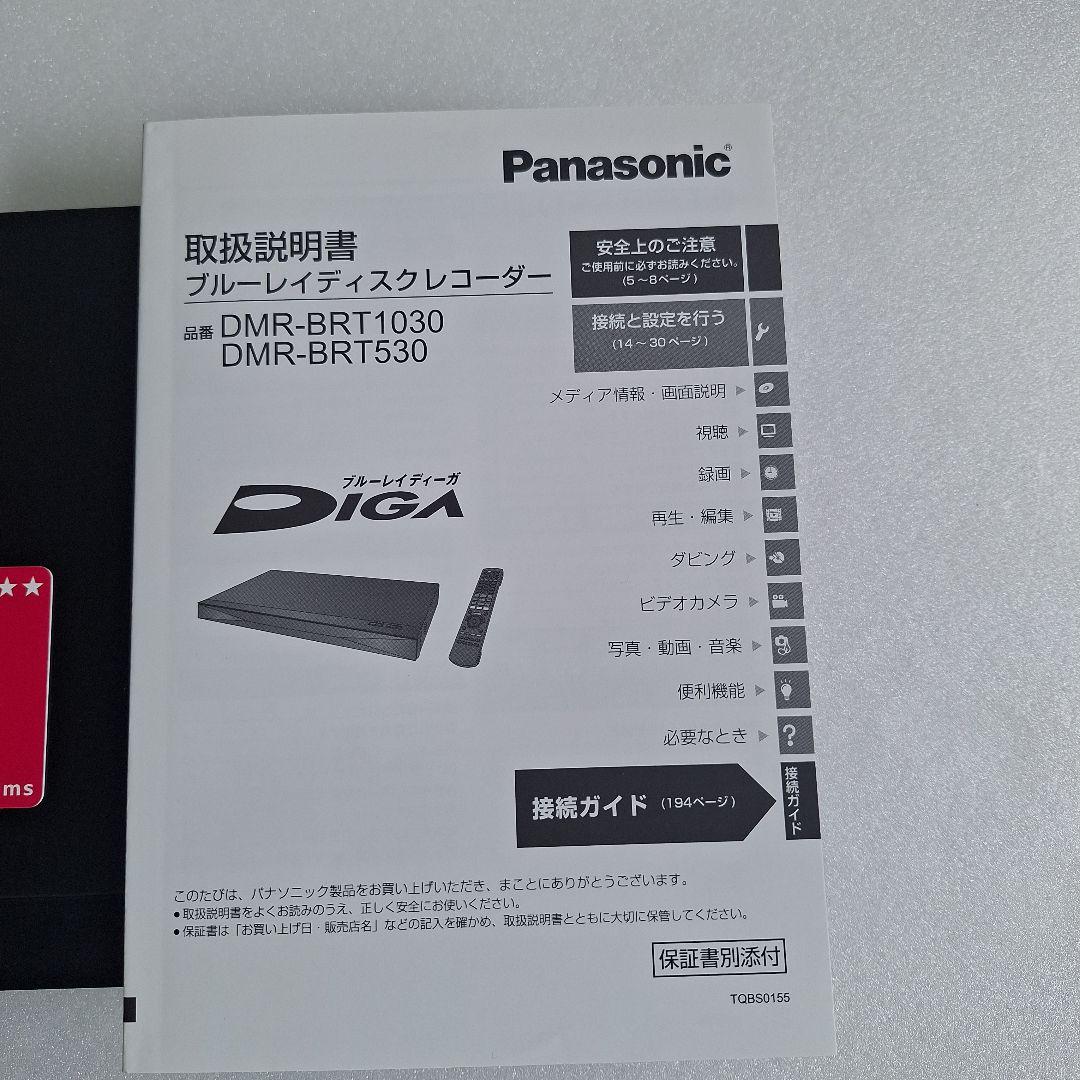 Panasonic®
取扱説明書
ブルーレイディスクレコーダー
品番 DMR-BRT1030
DMR-BRT530
安全上のご注意
ご使用前に必ずお読みください。
(5～8ページ)
接続と設定を行う
(14～30ページ)
メディア情報・画面説明
視聴
録画
再生・編集
ダビング
ビデオカメラ
写真・動画・音楽
便利機能
必要なとき
?
ブルーレイディーガ
DIGA
接続ガイド (194ページ)
接続ガイド
このたびは、パナソニック製品をお買い上げいただき、まことにありがとうございます。
●取扱説明書をよくお読みのうえ、正しく安全にお使いください。
●保証書は「お買い上げ日・販売店名」などの記入を確かめ、取扱説明書とともに大切に保管してください。
保証書別添付
TQBS0155
ms